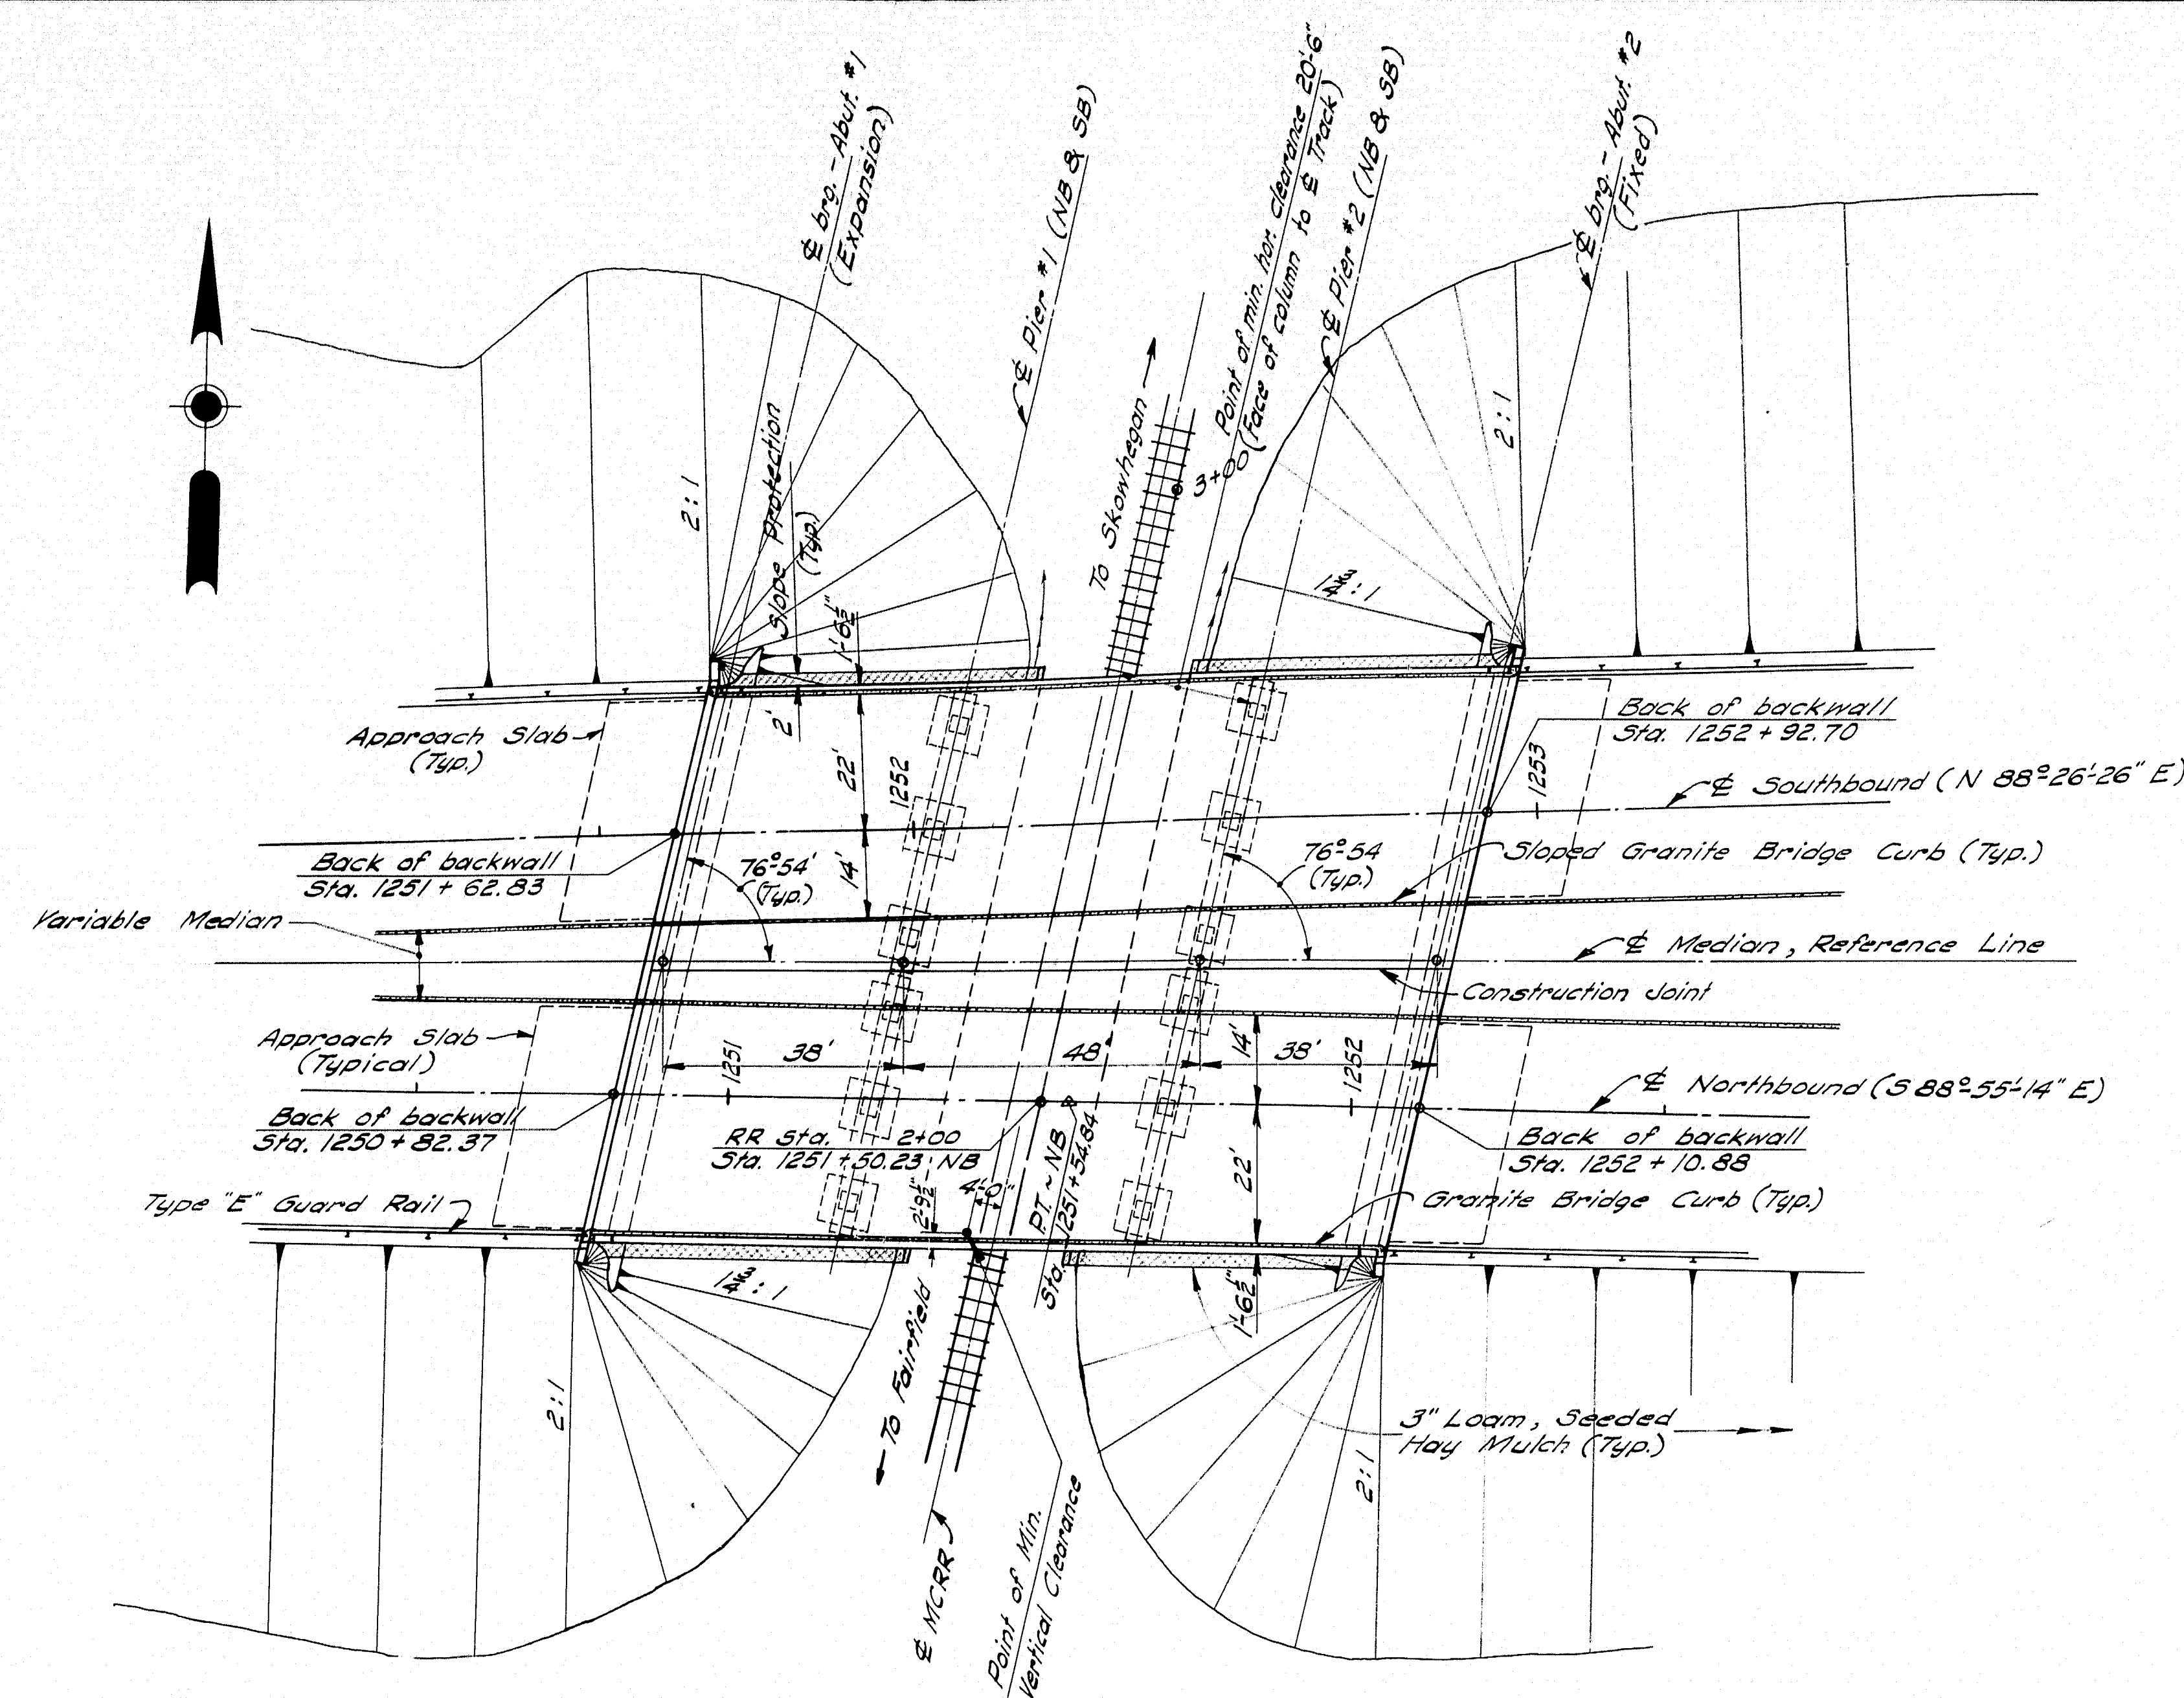 ℄ brg. - Abut. #1
(Expansion)
℄ Pier #1 (NB & SB)
Point of min. hor. clearance 20'-6"
(Face of column to ℄ Track)
℄ Pier #2 (NB & SB)
℄ brg. - Abut. #2
(Fixed)
To Skowhegan
3+00
2:1
Slope Protection
(Typ.)
1'-6½"
1¾:1
2:1
Approach Slab
(Typ.)
2'
22'
1252
Back of backwall
Sta. 1252 + 92.70
1253
℄ Southbound (N 88°-26'-26" E)
Back of backwall
Sta. 1251 + 62.83
76°-54'
(Typ.)
14'
76°-54
(Typ.)
Sloped Granite Bridge Curb (Typ.)
Variable Median
℄ Median, Reference Line
Construction Joint
Approach Slab
(Typical)
1251
38'
48'
38'
14'
1252
℄ Northbound (S 88°-55'-14" E)
Back of backwall
Sta. 1250 + 82.37
RR Sta. 2+00
Sta. 1251 + 50.23 NB
P.T. ~ NB
Sta. 1251+54.84
Back of backwall
Sta. 1252 + 10.88
22'
Type "E" Guard Rail
2'-9½"
4'-0"
Granite Bridge Curb (Typ.)
1¾:1
1'-6½"
To Fairfield
2:1
3" Loam, Seeded
Hay Mulch (Typ.)
2:1
℄ MCRR
Point of Min.
Vertical Clearance